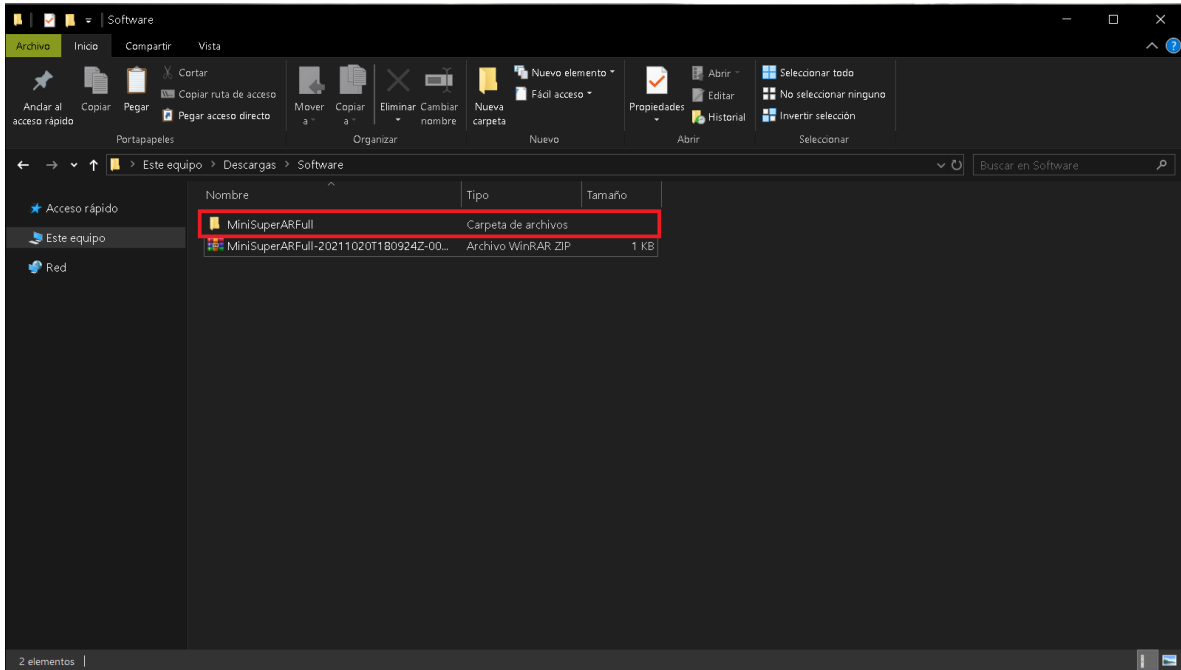 Software
Archivo Inicio Compartir Vista
Anclar al acceso rápido
Copiar
Pegar
Cortar
Copiar ruta de acceso
Pegar acceso directo
Portapapeles
Mover a
Copiar a
Eliminar
Cambiar nombre
Organizar
Nueva carpeta
Nuevo elemento
Fácil acceso
Nuevo
Propiedades
Abrir
Editar
Historial
Abrir
Seleccionar todo
No seleccionar ninguno
Invertir selección
Seleccionar
Este equipo > Descargas > Software
Buscar en Software
Acceso rápido
Este equipo
Red
Nombre Tipo Tamaño
MiniSuperARFull Carpeta de archivos
MiniSuperARFull-20211020T180924Z-00... Archivo WinRAR ZIP 1 KB
2 elementos